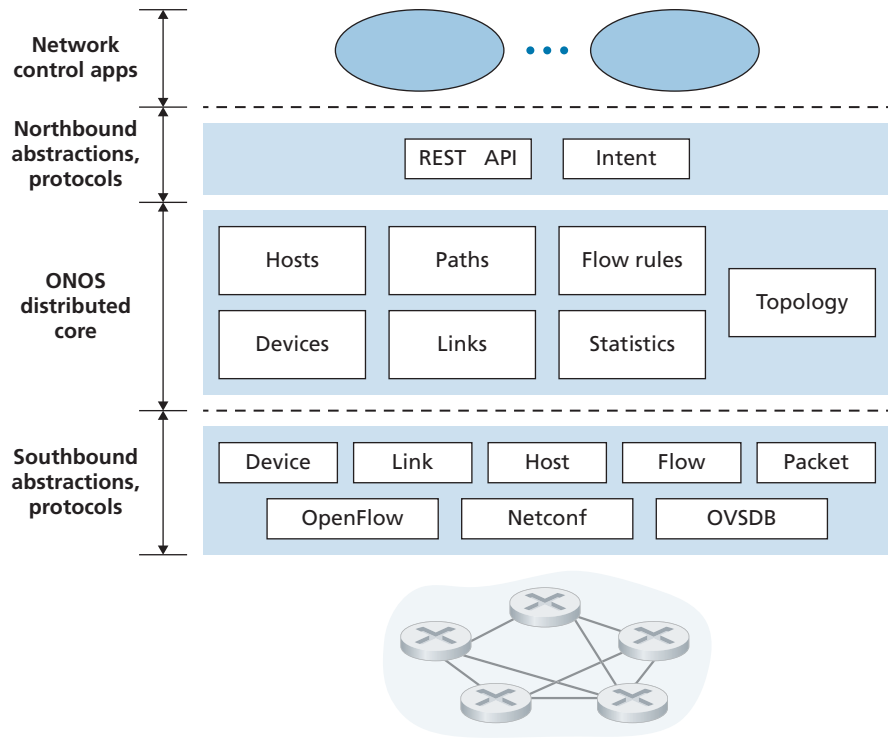 Network
control apps
Northbound
abstractions,
protocols
REST API
Intent
ONOS
distributed
core
Hosts
Paths
Flow rules
Topology
Devices
Links
Statistics
Southbound
abstractions,
protocols
Device
Link
Host
Flow
Packet
OpenFlow
Netconf
OVSDB